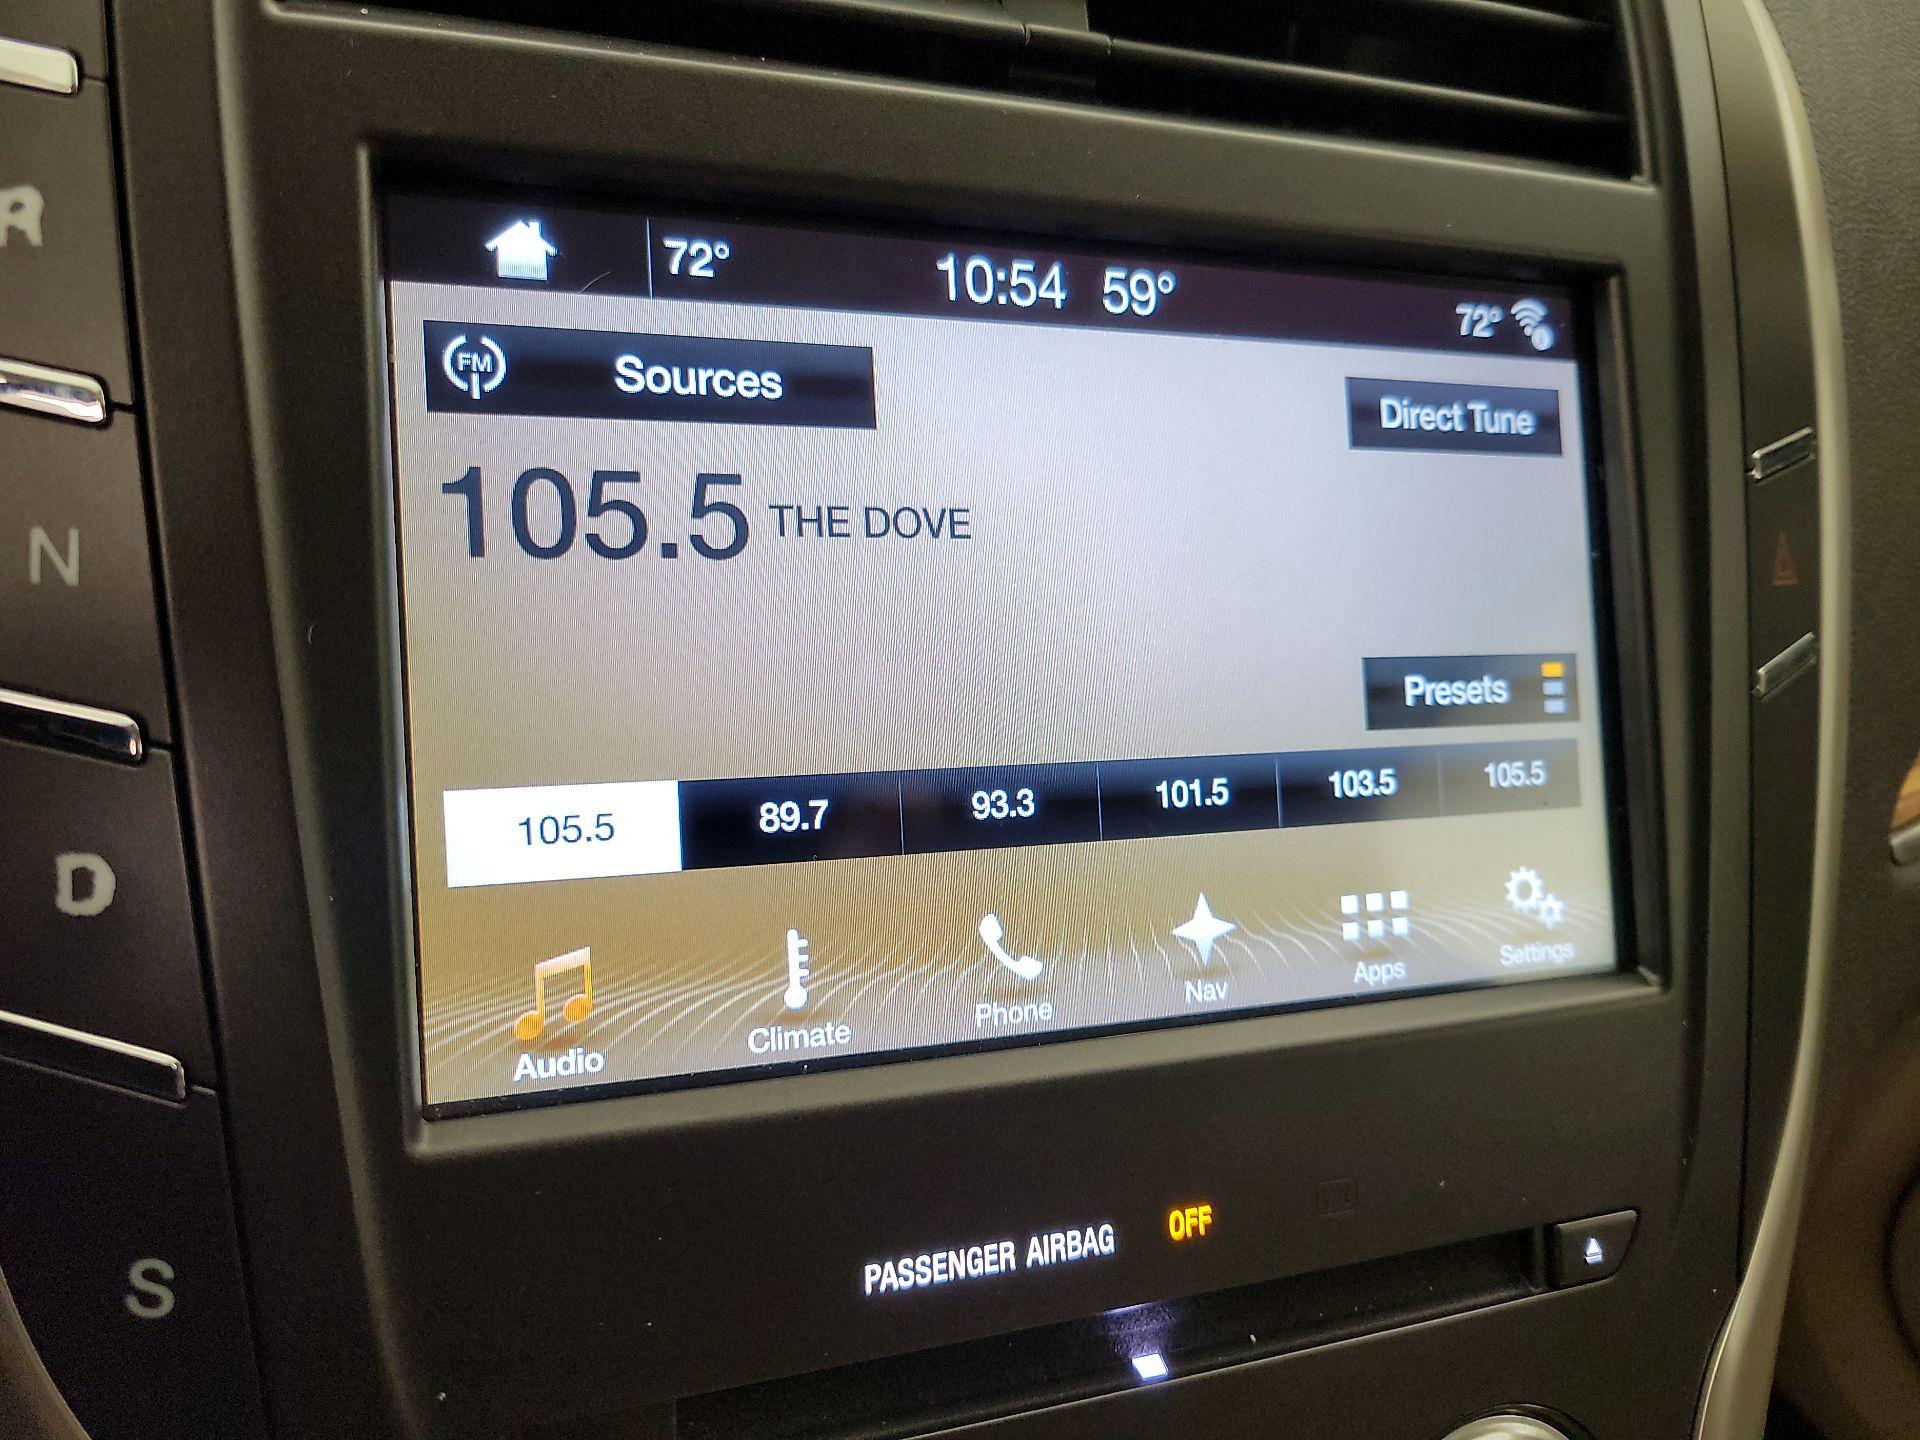 72° 10:54 59° 72°
FM Sources
Direct Tune
105.5 THE DOVE
Presets
105.5 89.7 93.3 101.5 103.5 105.5
Audio Climate Phone Nav Apps Settings
PASSENGER AIRBAG OFF
R
N
D
S